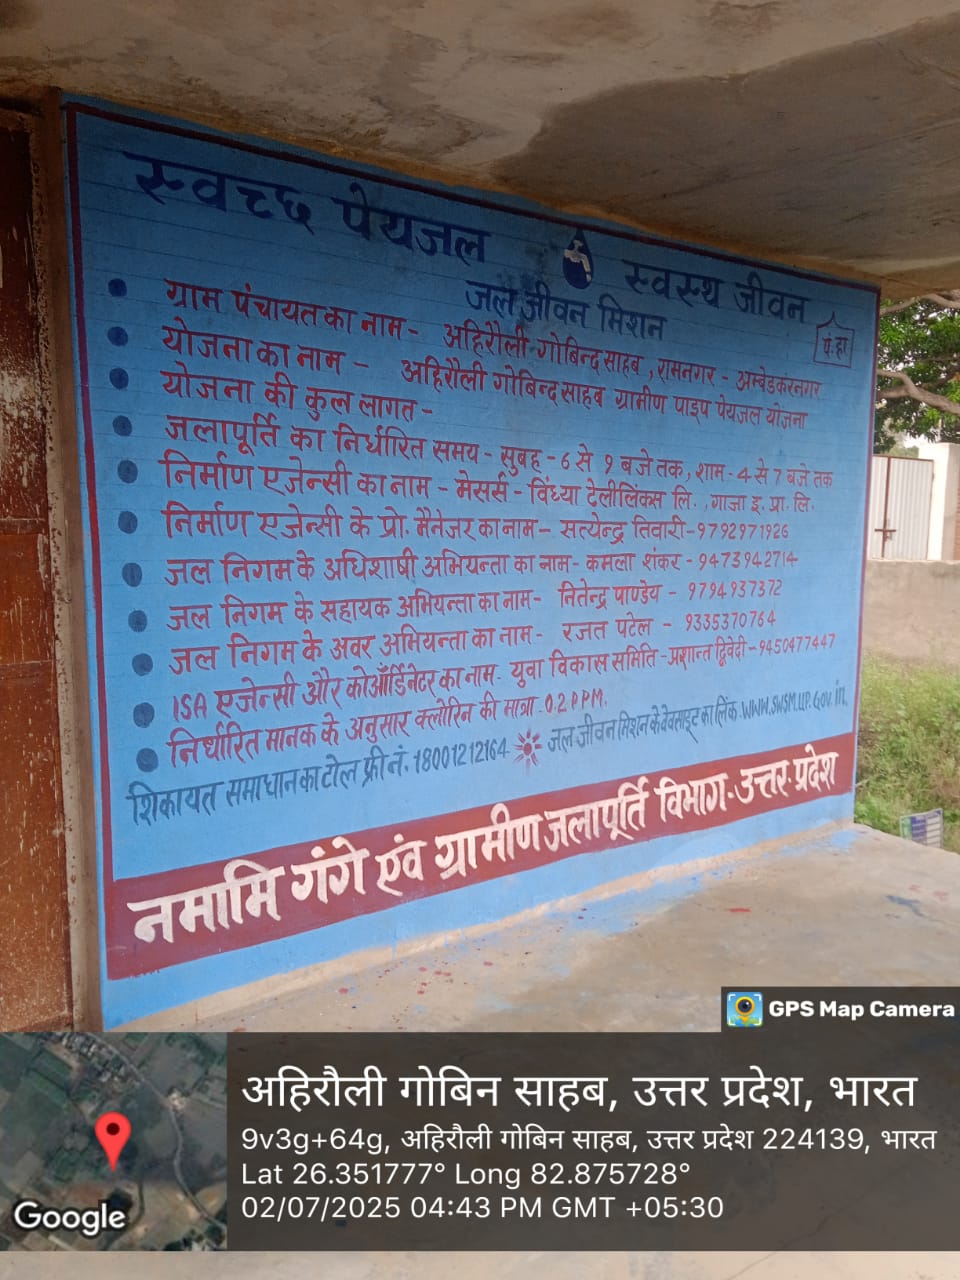 स्वच्छ पेयजल स्वस्थ जीवन
जल जीवन मिशन
पं. हा
ग्राम पंचायत का नाम - अहिरौली-गोबिन्द साहब, रामनगर - अम्बेडकरनगर
योजना का नाम - अहिरौली गोबिन्द साहब ग्रामीण पाइप पेयजल योजना
योजना की कुल लागत -
जलापूर्ति का निर्धारित समय - सुबह - 6 से 9 बजे तक, शाम - 4 से 7 बजे तक
निर्माण एजेन्सी का नाम - मेसर्स - विंध्या टेलीलिंक्स लि. , गाजा इ. प्रा. लि.
निर्माण एजेन्सी के प्रो. मैनेजर का नाम - सत्येन्द्र तिवारी - 9792971926
जल निगम के अधिशाषी अभियन्ता का नाम - कमला शंकर - 9473942714
जल निगम के सहायक अभियन्ता का नाम - नितेन्द्र पाण्डेय - 9794937372
जल निगम के अवर अभियन्ता का नाम - रजत पटेल - 9335370764
ISA एजेन्सी और कोऑर्डिनेटर का नाम - युवा विकास समिति - प्रशान्त द्विवेदी - 9450477447
निर्धारित मानक के अनुसार क्लोरिन की मात्रा - 0.2 PPM.
शिकायत समाधान का टोल फ्री नं. 18001212164 जल जीवन मिशन के वेवसाइट का लिंक - WWW.SWSM.UP.GOV.in.
नमामि गंगे एंव ग्रामीण जलापूर्ति विभाग - उत्तर प्रदेश
GPS Map Camera
अहिरौली गोबिन साहब, उत्तर प्रदेश, भारत
9v3g+64g, अहिरौली गोबिन साहब, उत्तर प्रदेश 224139, भारत
Lat 26.351777° Long 82.875728°
02/07/2025 04:43 PM GMT +05:30
Google